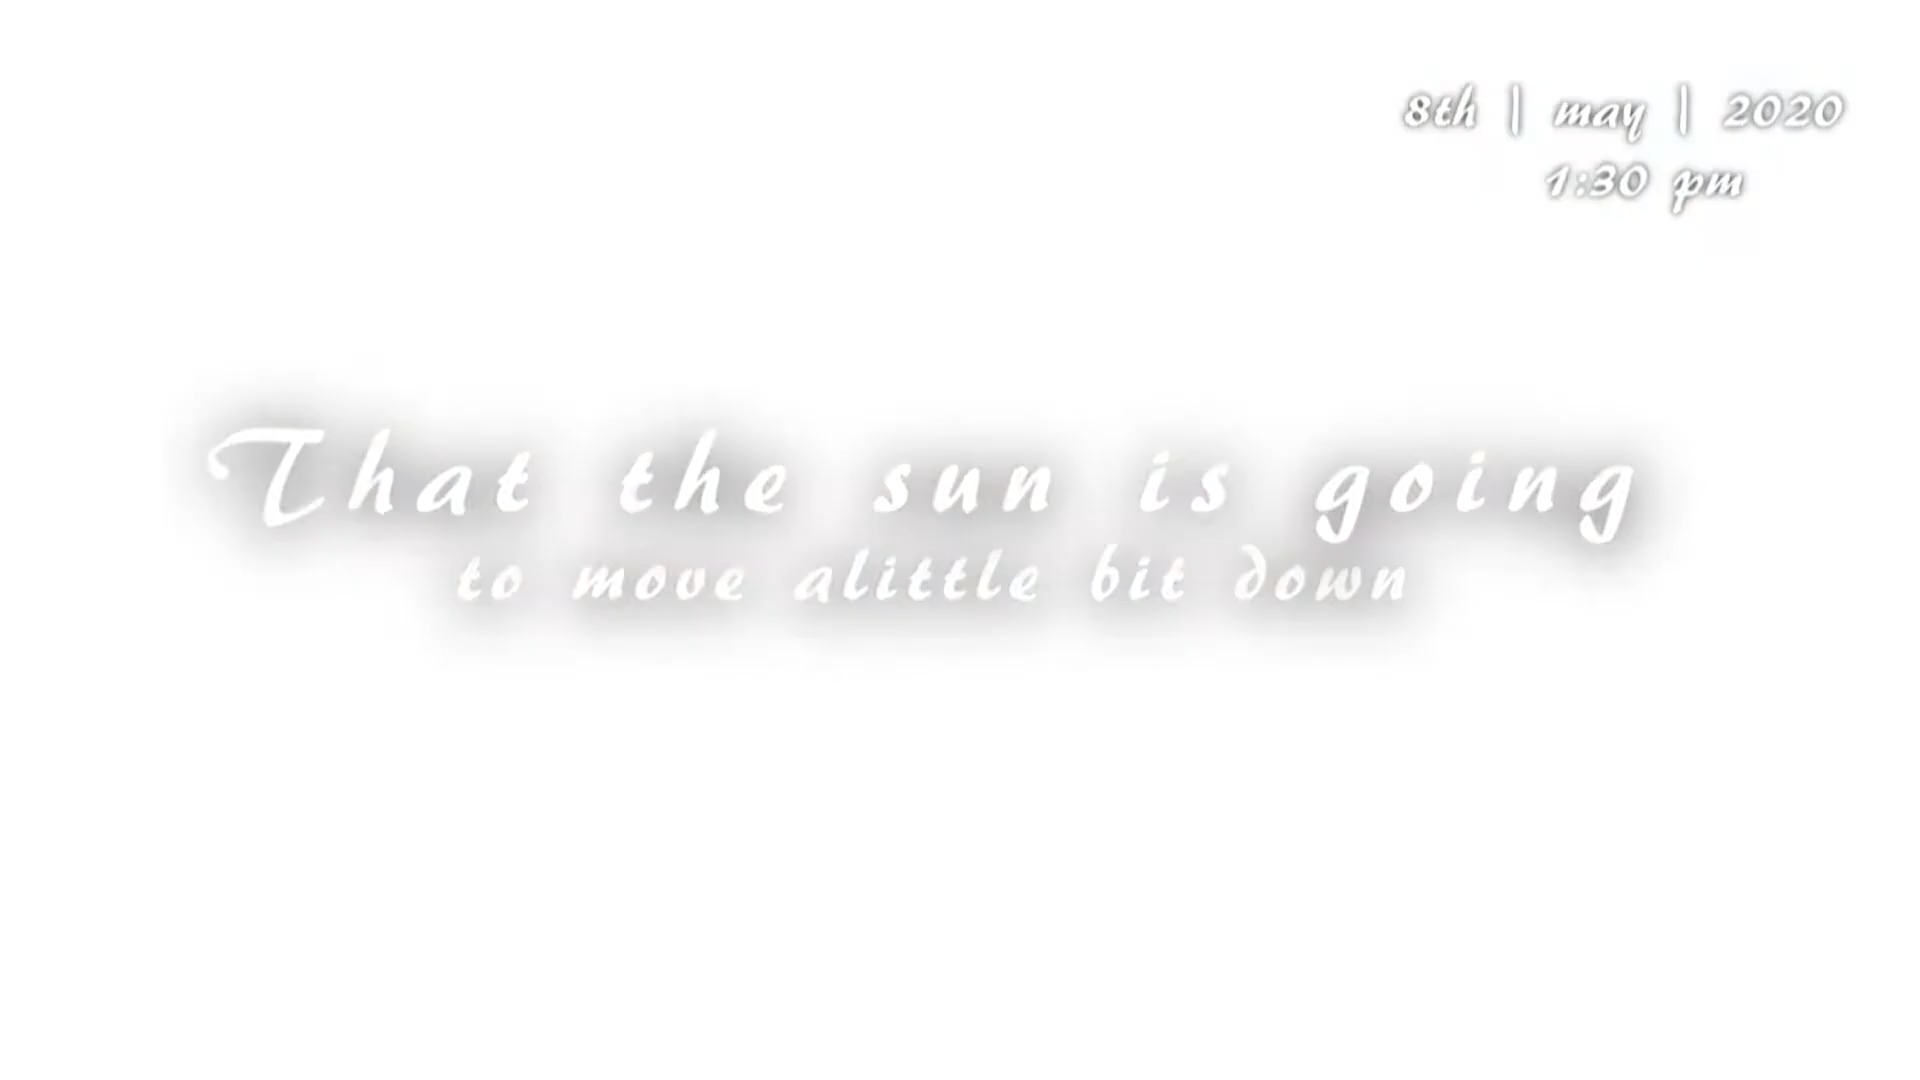 8th | may | 2020
1:30 pm
That the sun is going
to move alittle bit down